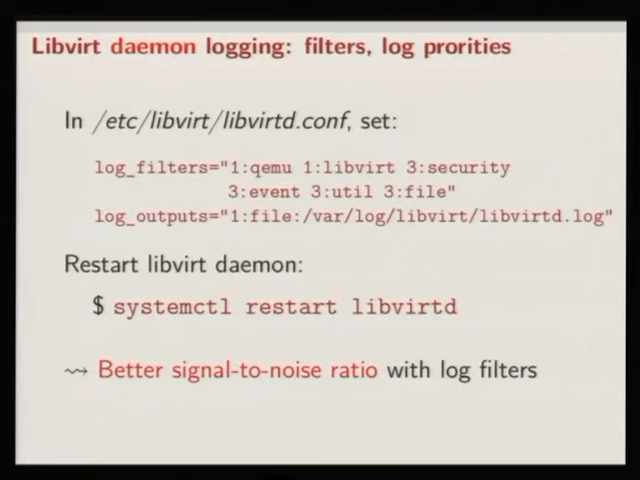 Libvirt daemon logging: filters, log prorities
In /etc/libvirt/libvirtd.conf, set:
log_filters="1:qemu 1:libvirt 3:security
3:event 3:util 3:file"
log_outputs="1:file:/var/log/libvirt/libvirtd.log"
Restart libvirt daemon:
$ systemctl restart libvirtd
⇝ Better signal-to-noise ratio with log filters